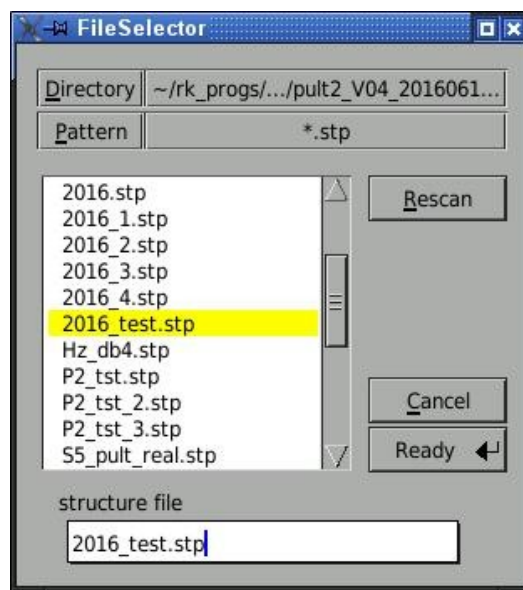 FileSelector
Directory ~/rk_progs/.../pult2_V04_2016061...
Pattern *.stp
2016.stp
2016_1.stp
2016_2.stp
2016_3.stp
2016_4.stp
2016_test.stp
Hz_db4.stp
P2_tst.stp
P2_tst_2.stp
P2_tst_3.stp
S5_pult_real.stp
Rescan
Cancel
Ready
structure file
2016_test.stp